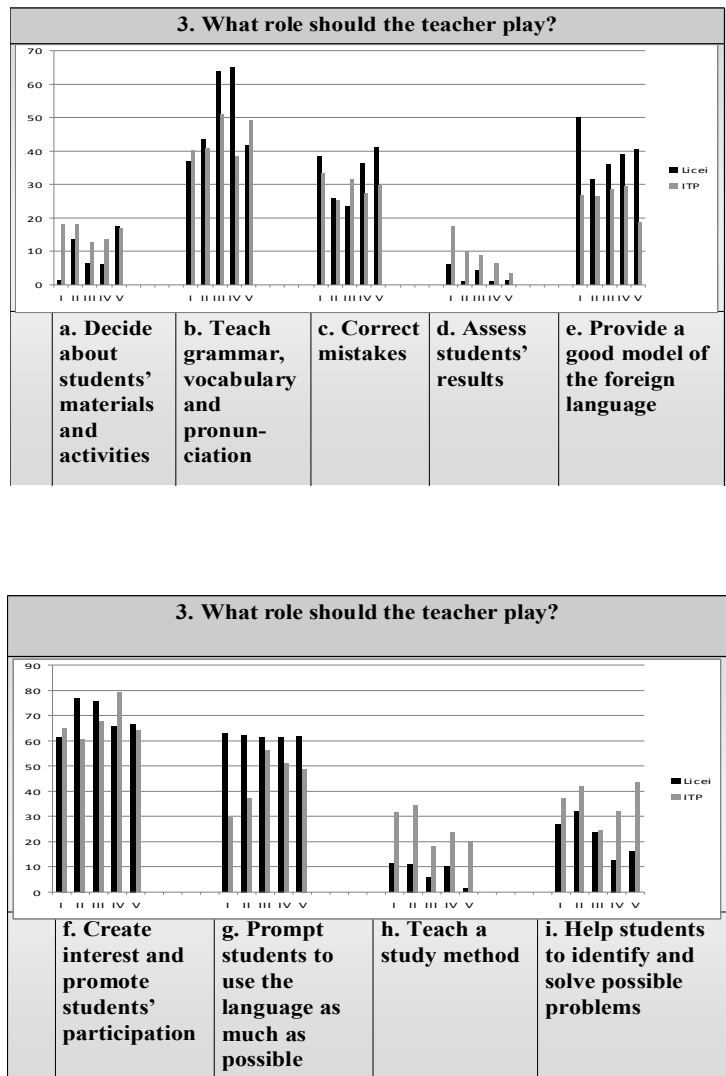 3. What role should the teacher play?
70
60
50
40
30
20
10
0
I II III IV V I II III IV V I II III IV V I II III IV V I II III IV V
Licei
ITP
a. Decide
about
students'
materials
and
activities
b. Teach
grammar,
vocabulary
and
pronun-
ciation
c. Correct
mistakes
d. Assess
students'
results
e. Provide a
good model of
the foreign
language
3. What role should the teacher play?
90
80
70
60
50
40
30
20
10
0
I II III IV V I II III IV V I II III IV V I II III IV V
Licei
ITP
f. Create
interest and
promote
students'
participation
g. Prompt
students to
use the
language as
much as
possible
h. Teach a
study method
i. Help students
to identify and
solve possible
problems